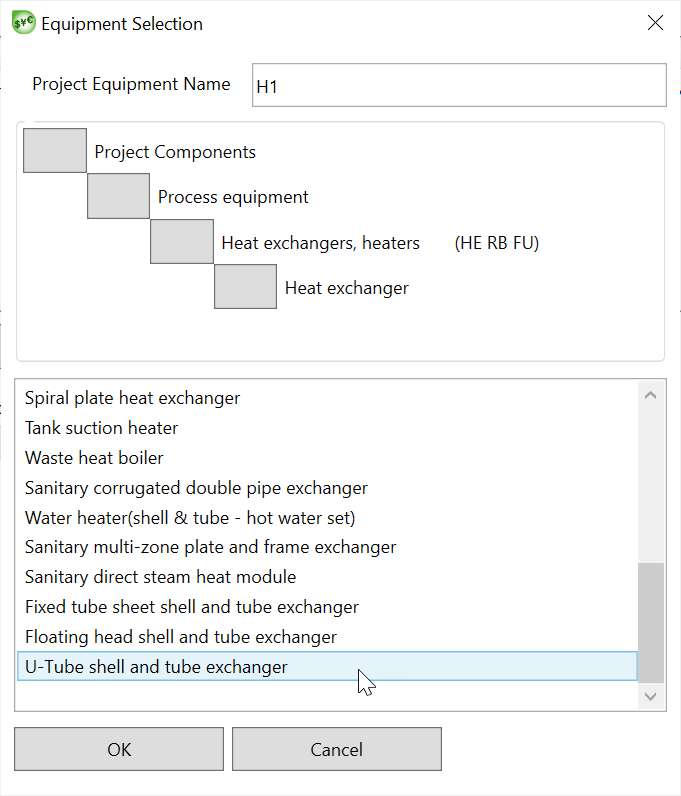 $¥€ Equipment Selection
Project Equipment Name H1
Project Components
Process equipment
Heat exchangers, heaters (HE RB FU)
Heat exchanger
Spiral plate heat exchanger
Tank suction heater
Waste heat boiler
Sanitary corrugated double pipe exchanger
Water heater(shell & tube - hot water set)
Sanitary multi-zone plate and frame exchanger
Sanitary direct steam heat module
Fixed tube sheet shell and tube exchanger
Floating head shell and tube exchanger
U-Tube shell and tube exchanger
OK Cancel